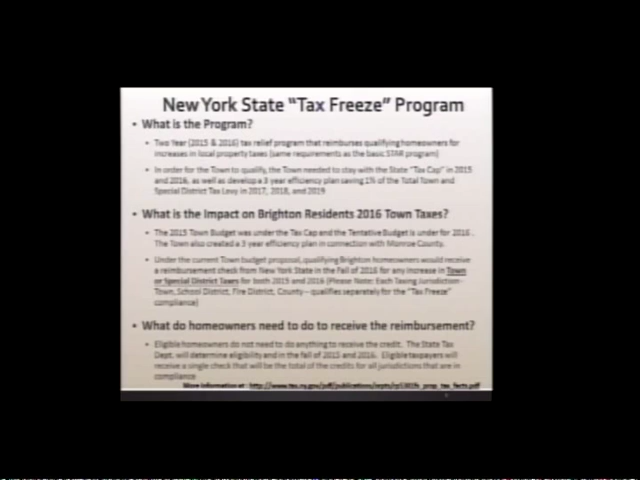 New York State “Tax Freeze” Program
• What is the Program?
• Two Year (2015 & 2016) tax relief program that reimburses qualifying homeowners for
increases in local property taxes (same requirements as the basic STAR program)
• In order for the Town to qualify, the Town needed to stay with the State “Tax Cap” in 2015
and 2016, as well as develop a 3 year efficiency plan saving 1% of the Total Town and
Special District Tax Levy in 2017, 2018, and 2019
• What is the Impact on Brighton Residents 2016 Town Taxes?
• The 2015 Town Budget was under the Tax Cap and the Tentative Budget is under for 2016 .
The Town also created a 3 year efficiency plan in connection with Monroe County.
• Under the current Town budget proposal, qualifying Brighton homeowners would receive
a reimbursement check from New York State in the Fall of 2016 for any increase in Town
or Special District Taxes for both 2015 and 2016 (Please Note: Each Taxing Jurisdiction -
Town, School District, Fire District, County – qualifies separately for the “Tax Freeze”
compliance)
• What do homeowners need to do to receive the reimbursement?
• Eligible homeowners do not need to do anything to receive the credit. The State Tax
Dept. will determine eligibility and in the fall of 2015 and 2016. Eligible taxpayers will
receive a single check that will be the total of the credits for all jurisdictions that are in
compliance
More Information at :